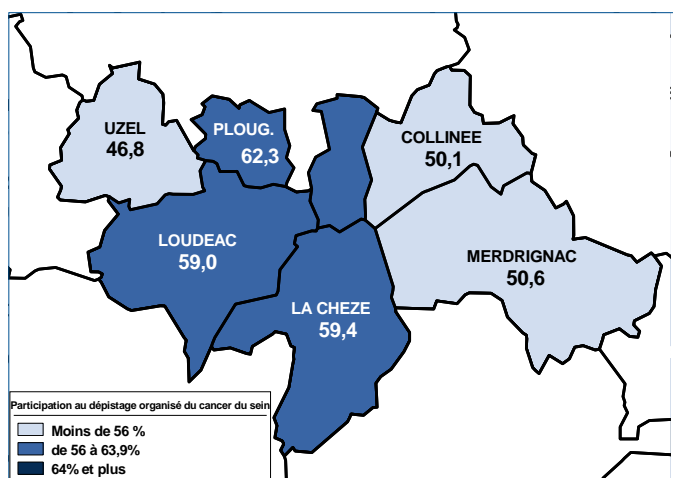 UZEL
46,8
PLOUG.
62,3
COLLINEE
50,1
LOUDEAC
59,0
MERDRIGNAC
50,6
LA CHEZE
59,4
Participation au dépistage organisé du cancer du sein
Moins de 56 %
de 56 à 63,9%
64% et plus